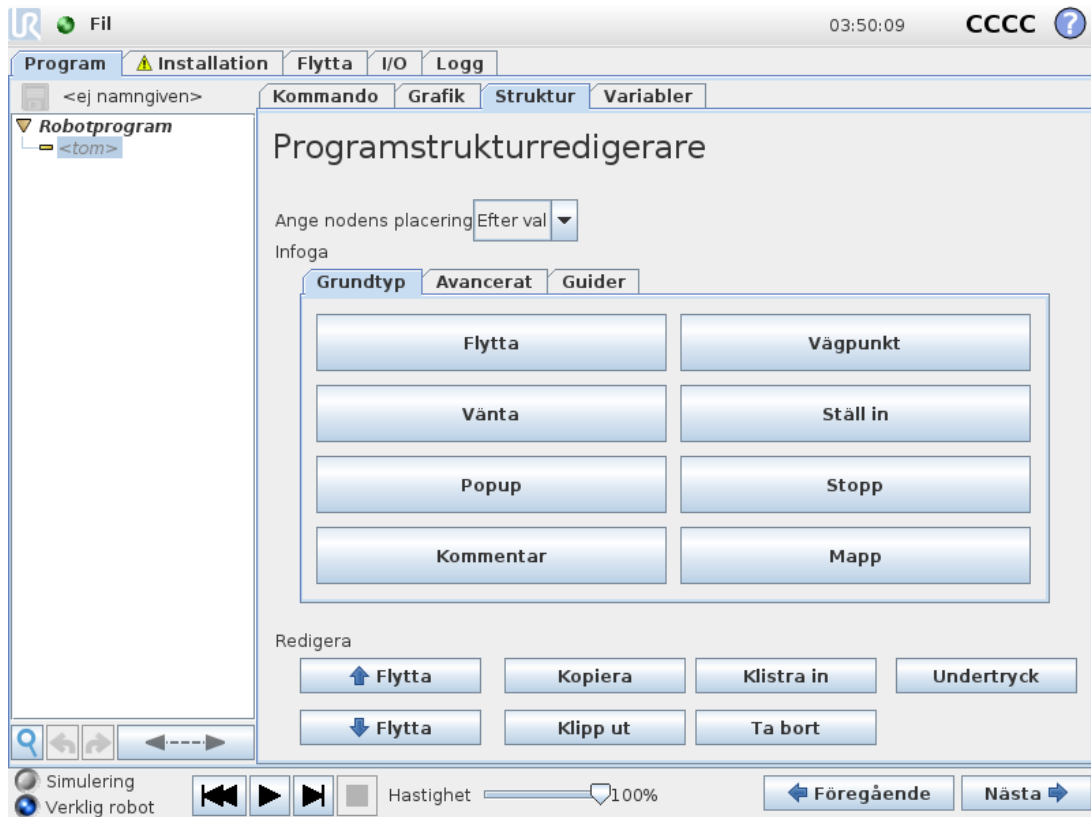 UR Fil 03:50:09 CCCC ?
Program Installation Flytta I/O Logg
<ej namngiven> Kommando Grafik Struktur Variabler
Robotprogram
<tom>
Programstrukturredigerare
Ange nodens placering Efter val
Infoga
Grundtyp Avancerat Guider
Flytta Vägpunkt
Vänta Ställ in
Popup Stopp
Kommentar Mapp
Redigera
Flytta Kopiera Klistra in Undertryck
Flytta Klipp ut Ta bort
Simulering
Verklig robot
Hastighet 100% Föregående Nästa